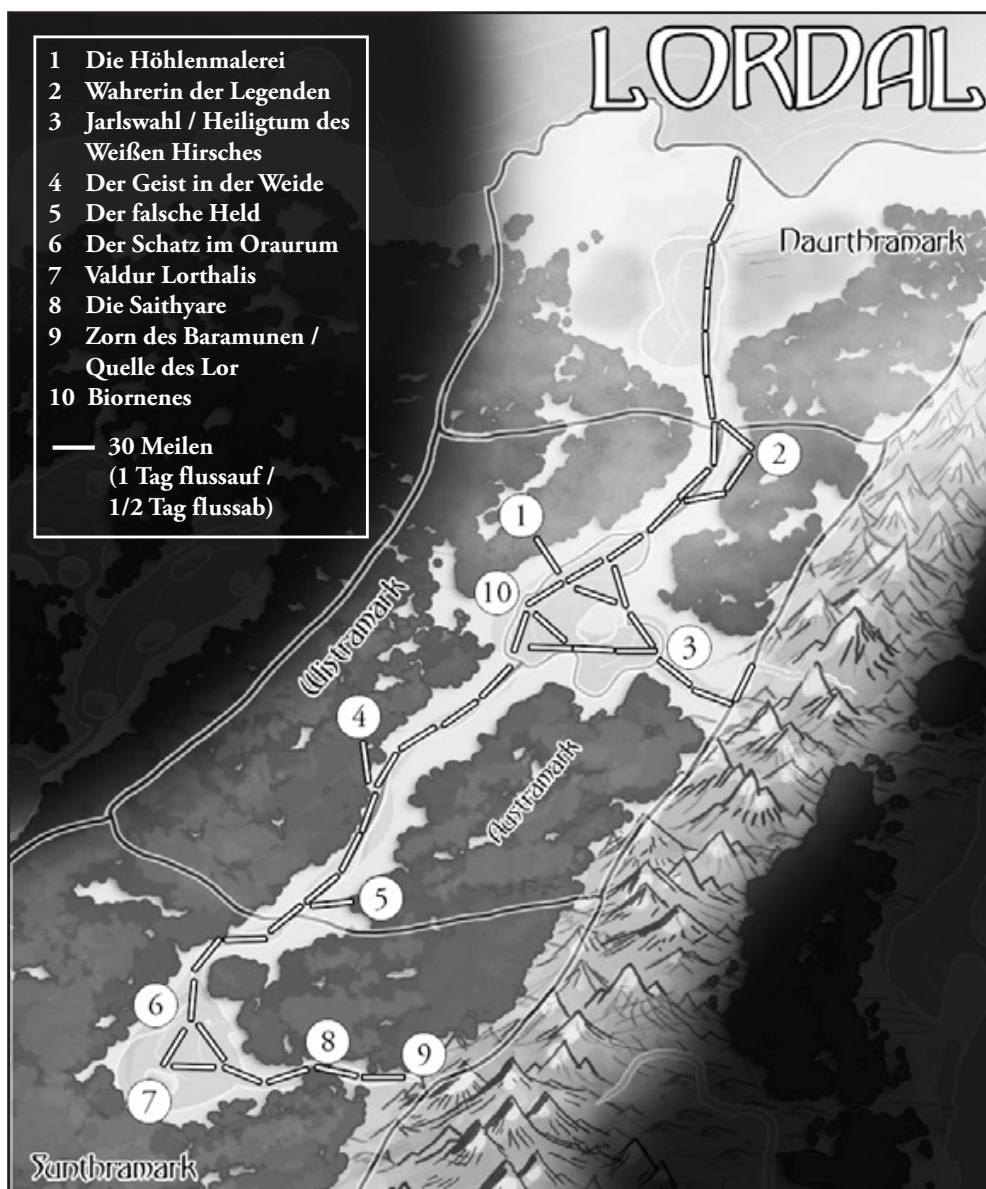 LORDAL
1 Die Höhlenmalerei
2 Wahrerin der Legenden
3 Jarlswahl / Heiligtum des
Weißen Hirsches
4 Der Geist in der Weide
5 Der falsche Held
6 Der Schatz im Oraurum
7 Valdur Lorthalis
8 Die Saithyare
9 Zorn des Baramunen /
Quelle des Lor
10 Biornenes
30 Meilen
(1 Tag flussauf /
1/2 Tag flussab)
Naurthramark
2
1
10
Wistramark
3
4
Austramark
5
6
8
9
7
Sunthramark